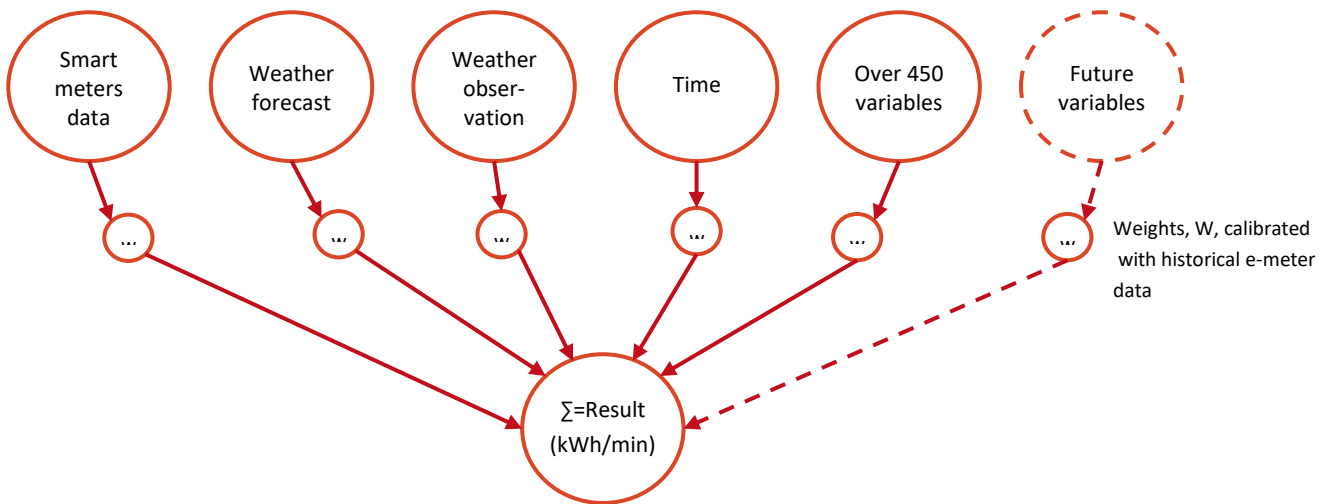 Smart
meters
data
Weather
forecast
Weather
obser-
vation
Time
Over 450
variables
Future
variables
Weights, W, calibrated
with historical e-meter
data
∑=Result
(kWh/min)